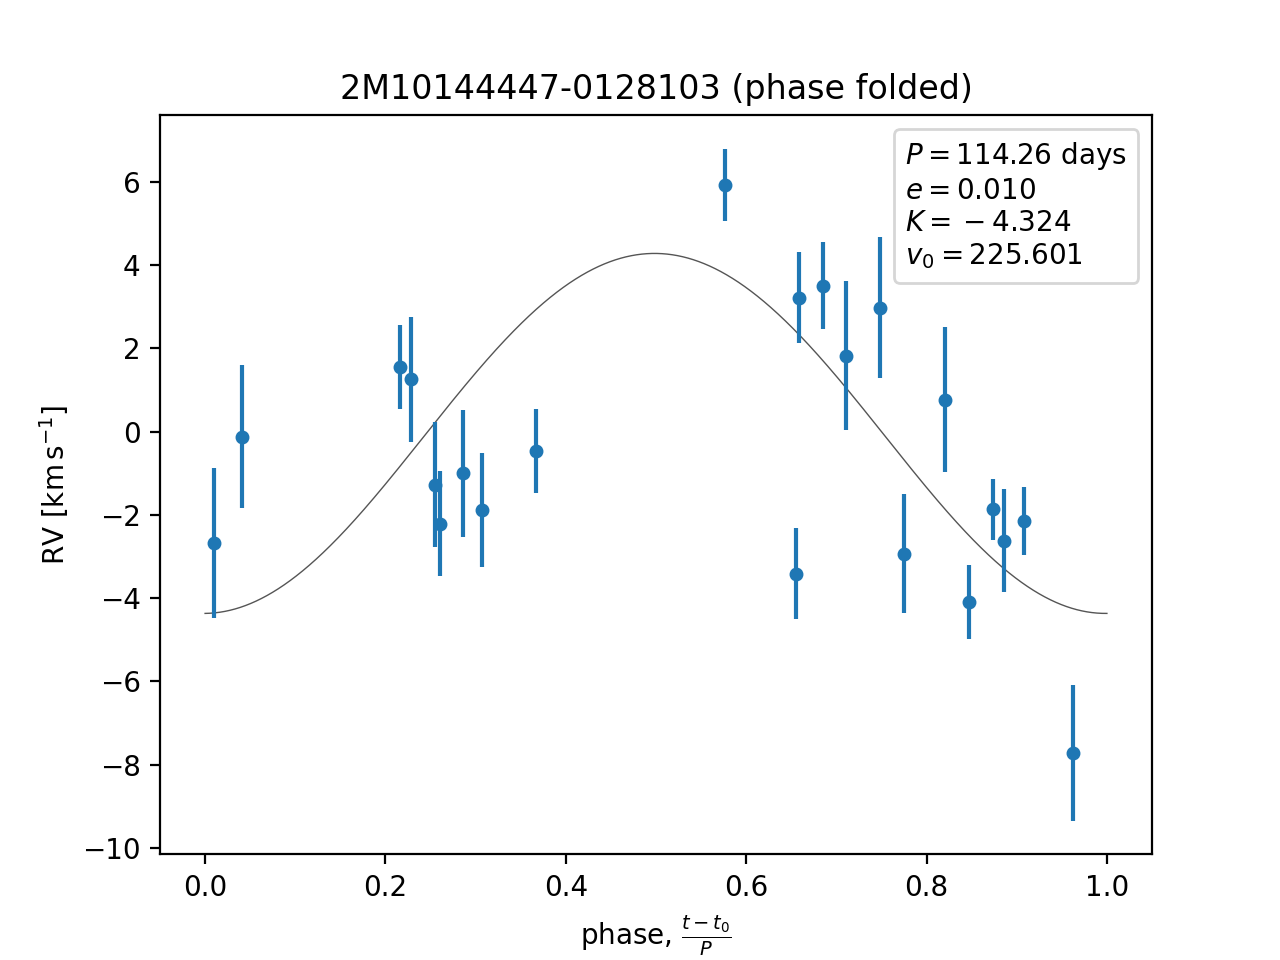 2M10144447-0128103 (phase folded)
P = 114.26 days
e = 0.010
K = −4.324
v₀ = 225.601
RV [km s⁻¹]
6
4
2
0
−2
−4
−6
−8
−10
0.0 0.2 0.4 0.6 0.8 1.0
phase, (t − t₀)/P